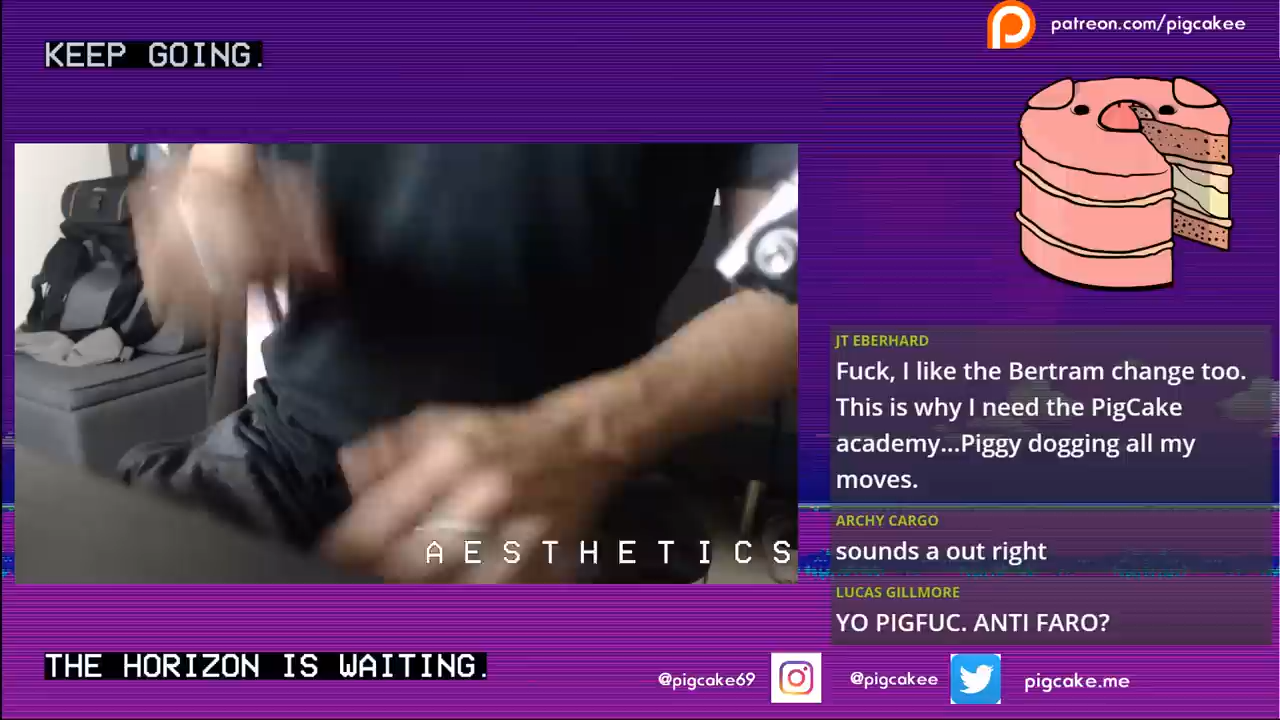 KEEP GOING.
patreon.com/pigcakee
JT EBERHARD
Fuck, I like the Bertram change too.
This is why I need the PigCake
academy...Piggy dogging all my
moves.
ARCHY CARGO
sounds a out right
LUCAS GILLMORE
YO PIGFUC. ANTI FARO?
AESTHETICS
THE HORIZON IS WAITING.
@pigcake69
@pigcakee
pigcake.me